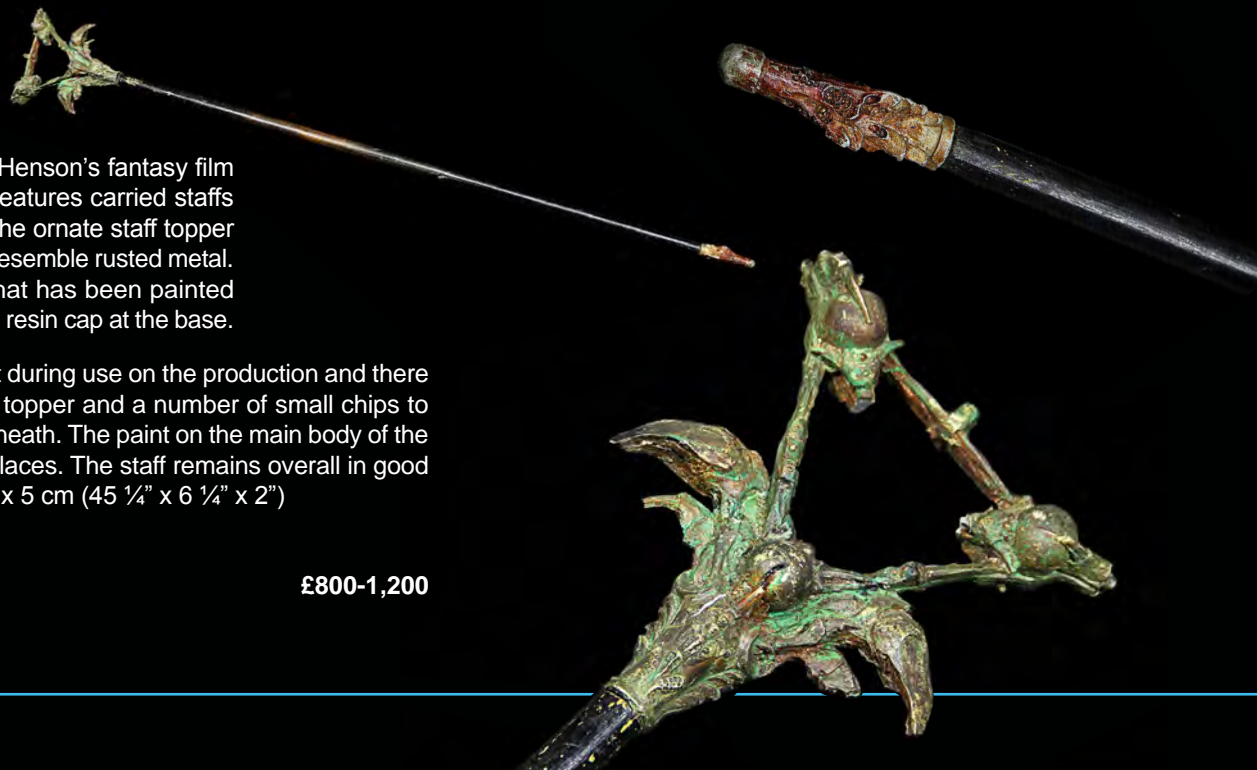 Henson’s fantasy film
eatures carried staffs
he ornate staff topper
esemble rusted metal.
hat has been painted
resin cap at the base.
t during use on the production and there
topper and a number of small chips to
neath. The paint on the main body of the
laces. The staff remains overall in good
x 5 cm (45 ¼” x 6 ¼” x 2”)
£800-1,200